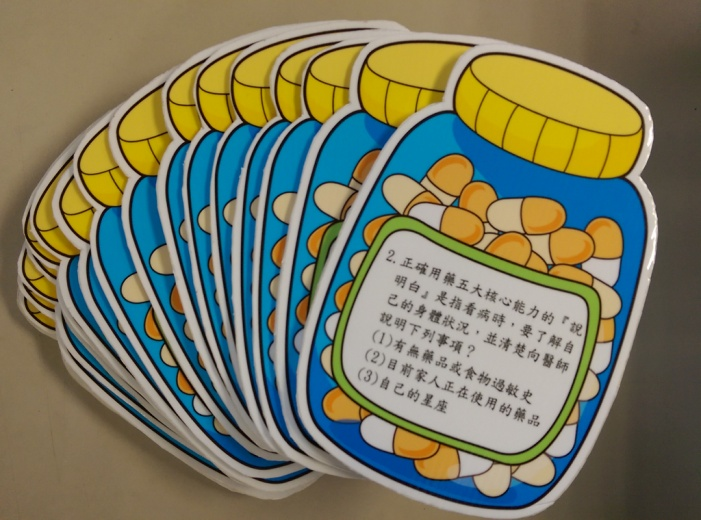 2.正確用藥五大核心能力的『說
明白』是指看病時，要了解自
己的身體狀況，並清楚向醫師
說明下列事項？
(1)有無藥品或食物過敏史
(2)目前家人正在使用的藥品
(3)自己的星座